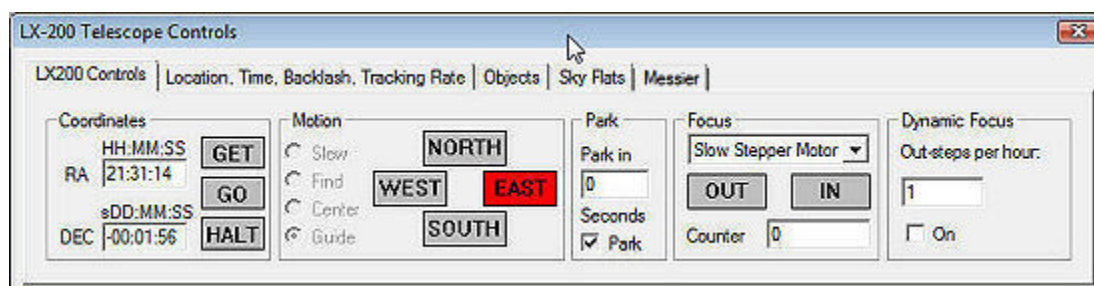 LX-200 Telescope Controls
LX200 Controls Location, Time, Backlash, Tracking Rate Objects Sky Flats Messier
Coordinates
HH:MM:SS
RA 21:31:14
sDD:MM:SS
DEC -00:01:56
GET
GO
HALT
Motion
Slew
Find
Center
Guide
NORTH
WEST EAST
SOUTH
Park
Park in
0
Seconds
Park
Focus
Slow Stepper Motor
OUT IN
Counter 0
Dynamic Focus
Out-steps per hour:
1
On